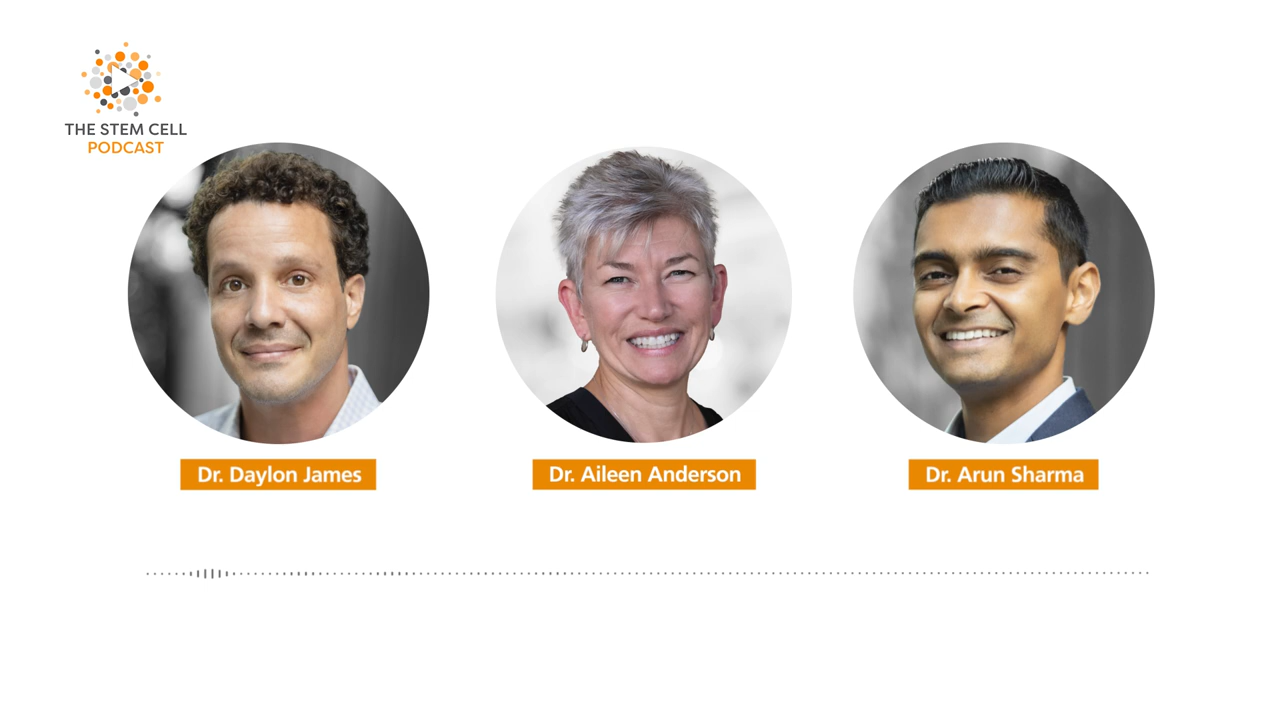 THE STEM CELL
PODCAST
Dr. Daylon James
Dr. Aileen Anderson
Dr. Arun Sharma